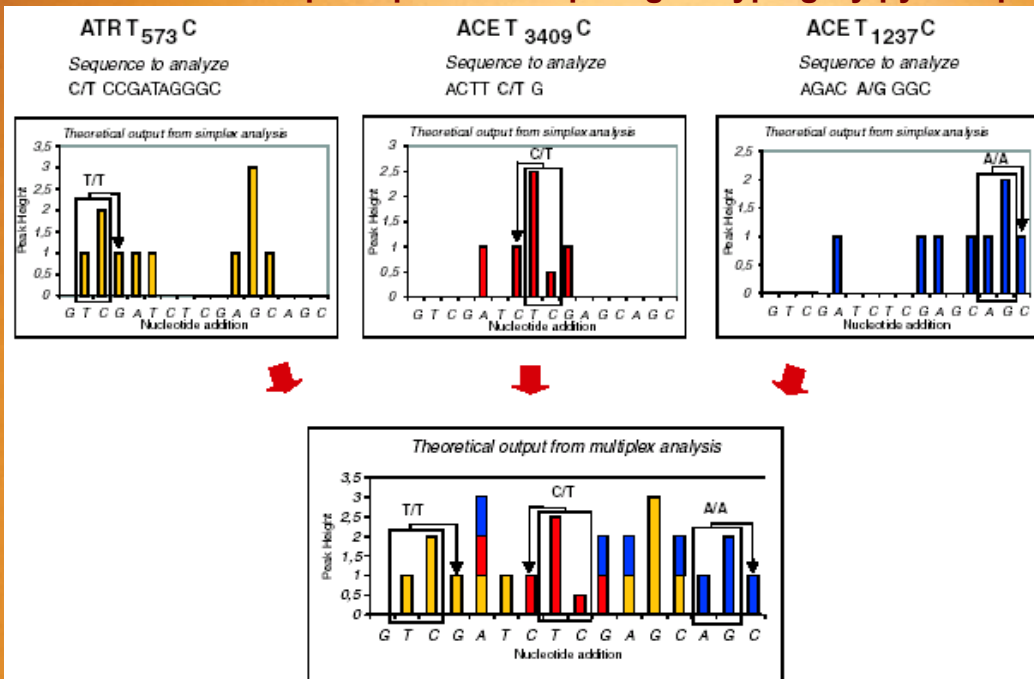 ATR T573C
Sequence to analyze
C/T CCGATAGGGC
Theoretical output from simplex analysis
3,5
3
2,5
2
1,5
1
0,5
0
Peak Height
T/T
G T C G A T C T C G A G C A G C
Nucleotide addition
ACE T3409C
Sequence to analyze
ACTT C/T G
Theoretical output from simplex analysis
3
2,5
2
1,5
1
0,5
0
Peak Height
C/T
G T C G A T C T C G A G C A G C
Nucleotide addition
ACE T1237C
Sequence to analyze
AGAC A/G GGC
Theoretical output from simplex analysis
2,5
2
1,5
1
0,5
0
Peak Height
A/A
G T C G A T C T C G A G C A G C
Nucleotide addition
Theoretical output from multiplex analysis
3,5
3
2,5
2
1,5
1
0,5
0
Peak Height
T/T
C/T
A/A
G T C G A T C T C G A G C A G C
Nucleotide addition